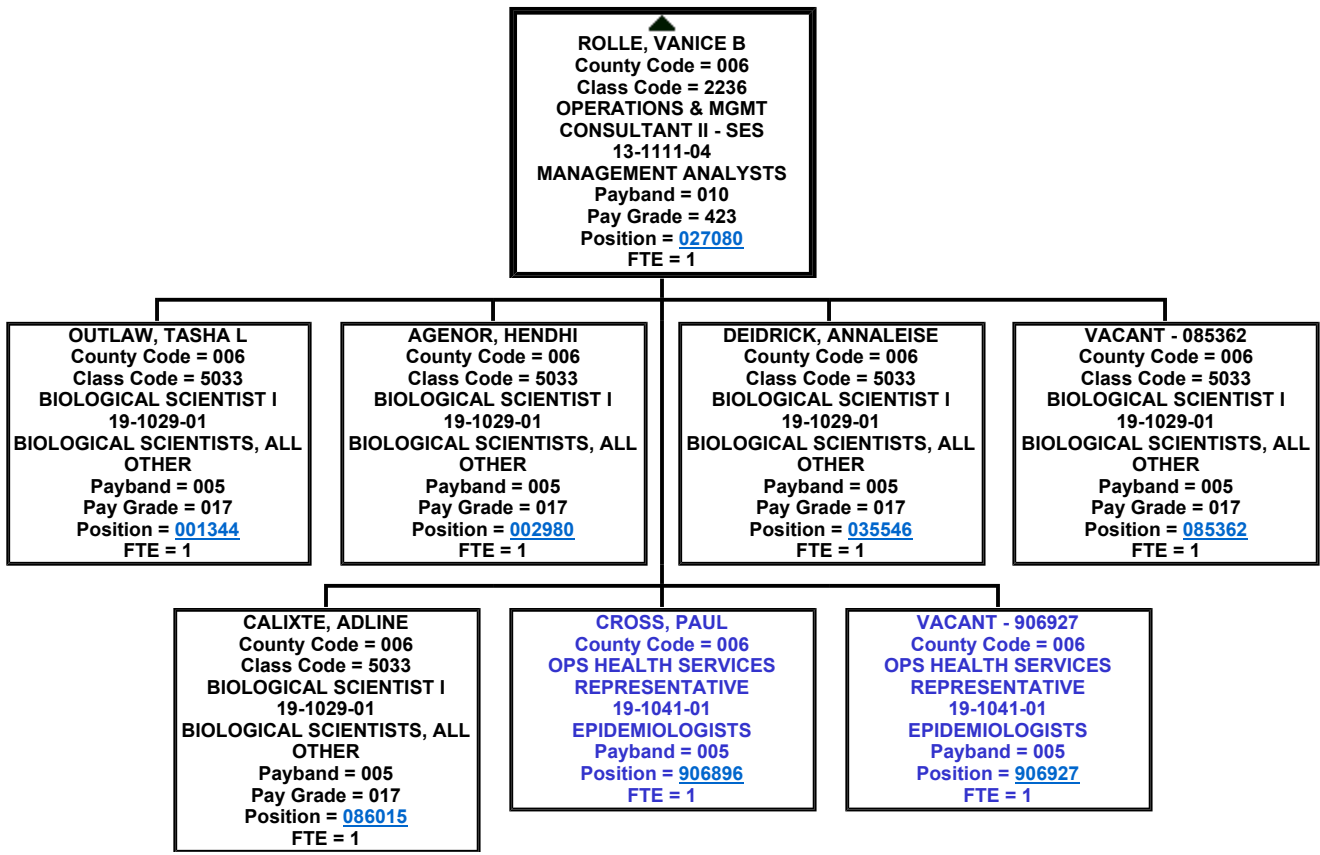 ROLLE, VANICE B
County Code = 006
Class Code = 2236
OPERATIONS & MGMT
CONSULTANT II - SES
13-1111-04
MANAGEMENT ANALYSTS
Payband = 010
Pay Grade = 423
Position = 027080
FTE = 1
OUTLAW, TASHA L
County Code = 006
Class Code = 5033
BIOLOGICAL SCIENTIST I
19-1029-01
BIOLOGICAL SCIENTISTS, ALL
OTHER
Payband = 005
Pay Grade = 017
Position = 001344
FTE = 1
AGENOR, HENDHI
County Code = 006
Class Code = 5033
BIOLOGICAL SCIENTIST I
19-1029-01
BIOLOGICAL SCIENTISTS, ALL
OTHER
Payband = 005
Pay Grade = 017
Position = 002980
FTE = 1
DEIDRICK, ANNALEISE
County Code = 006
Class Code = 5033
BIOLOGICAL SCIENTIST I
19-1029-01
BIOLOGICAL SCIENTISTS, ALL
OTHER
Payband = 005
Pay Grade = 017
Position = 035546
FTE = 1
VACANT - 085362
County Code = 006
Class Code = 5033
BIOLOGICAL SCIENTIST I
19-1029-01
BIOLOGICAL SCIENTISTS, ALL
OTHER
Payband = 005
Pay Grade = 017
Position = 085362
FTE = 1
CALIXTE, ADLINE
County Code = 006
Class Code = 5033
BIOLOGICAL SCIENTIST I
19-1029-01
BIOLOGICAL SCIENTISTS, ALL
OTHER
Payband = 005
Pay Grade = 017
Position = 086015
FTE = 1
CROSS, PAUL
County Code = 006
OPS HEALTH SERVICES
REPRESENTATIVE
19-1041-01
EPIDEMIOLOGISTS
Payband = 005
Position = 906896
FTE = 1
VACANT - 906927
County Code = 006
OPS HEALTH SERVICES
REPRESENTATIVE
19-1041-01
EPIDEMIOLOGISTS
Payband = 005
Position = 906927
FTE = 1